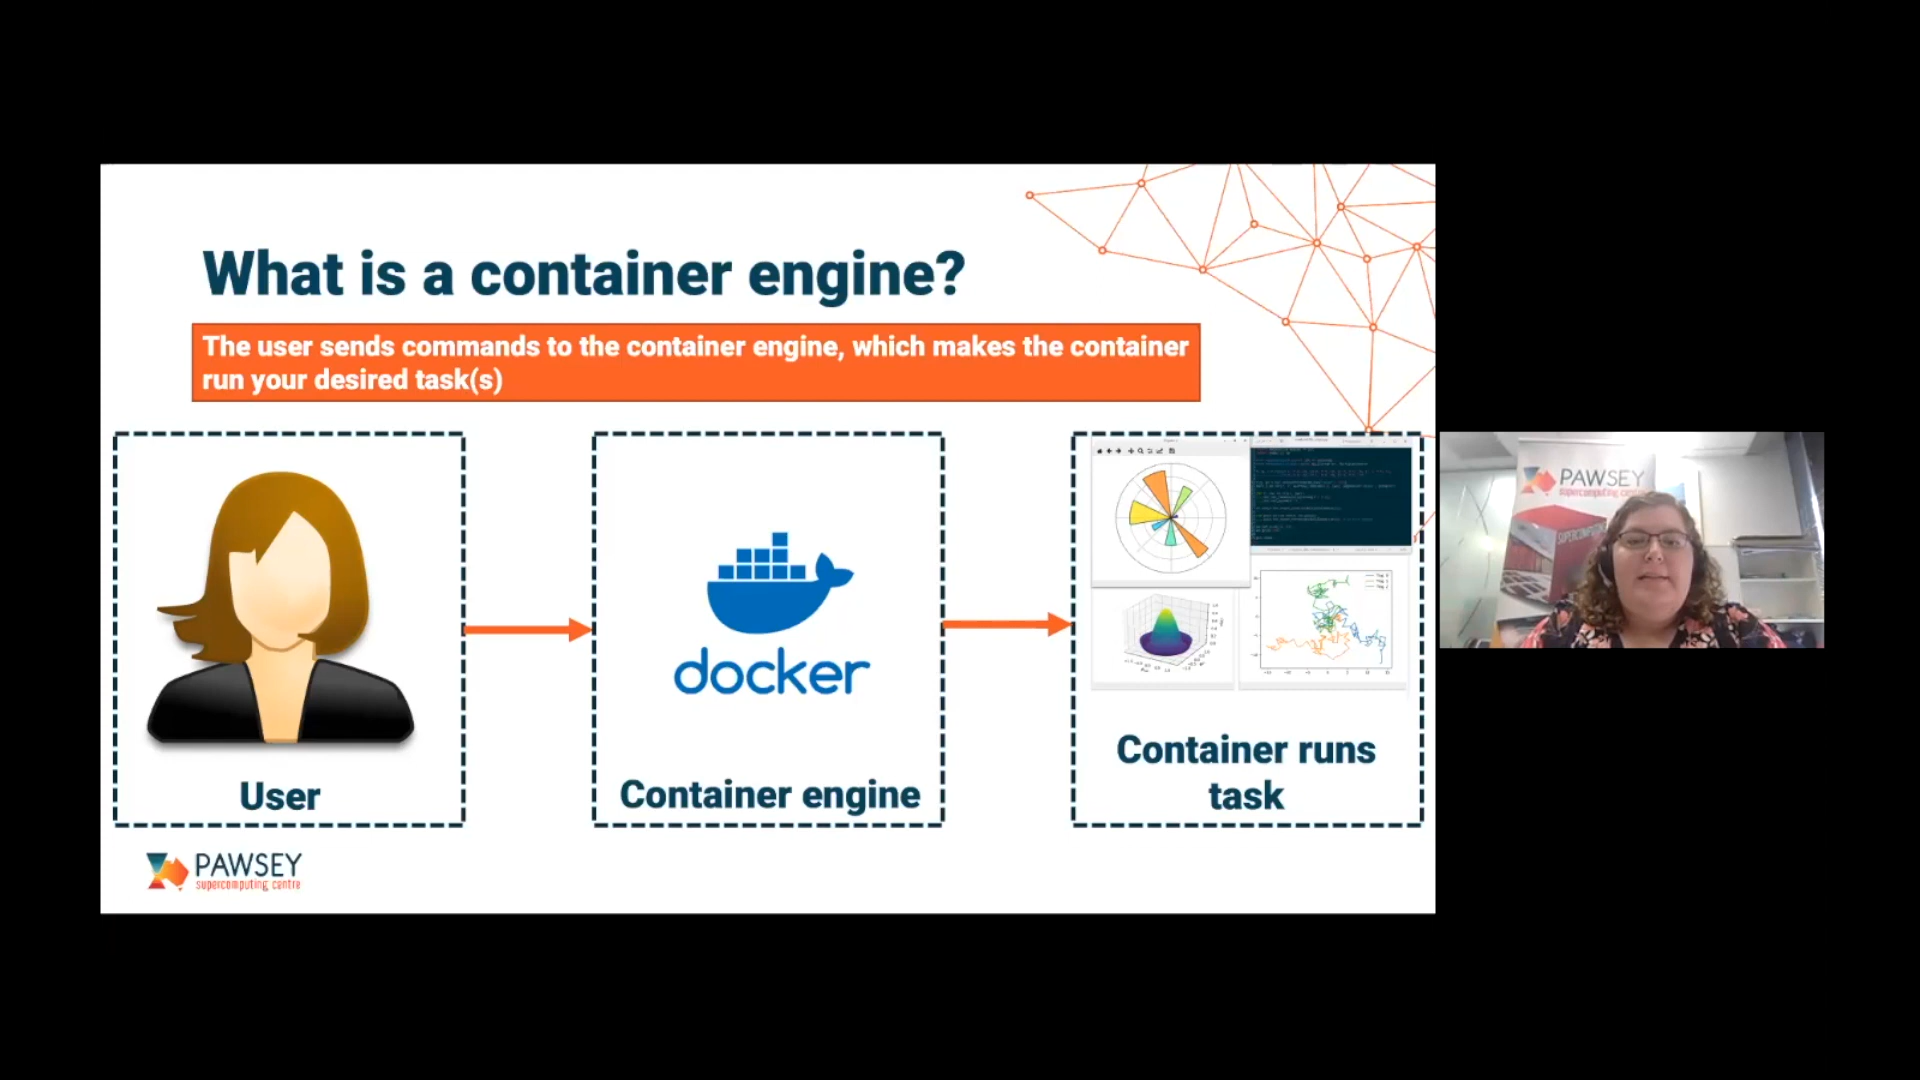 What is a container engine?
The user sends commands to the container engine, which makes the container
run your desired task(s)
User
docker
Container engine
Container runs
task
PAWSEY
supercomputing centre
PAWSEY
supercomputing